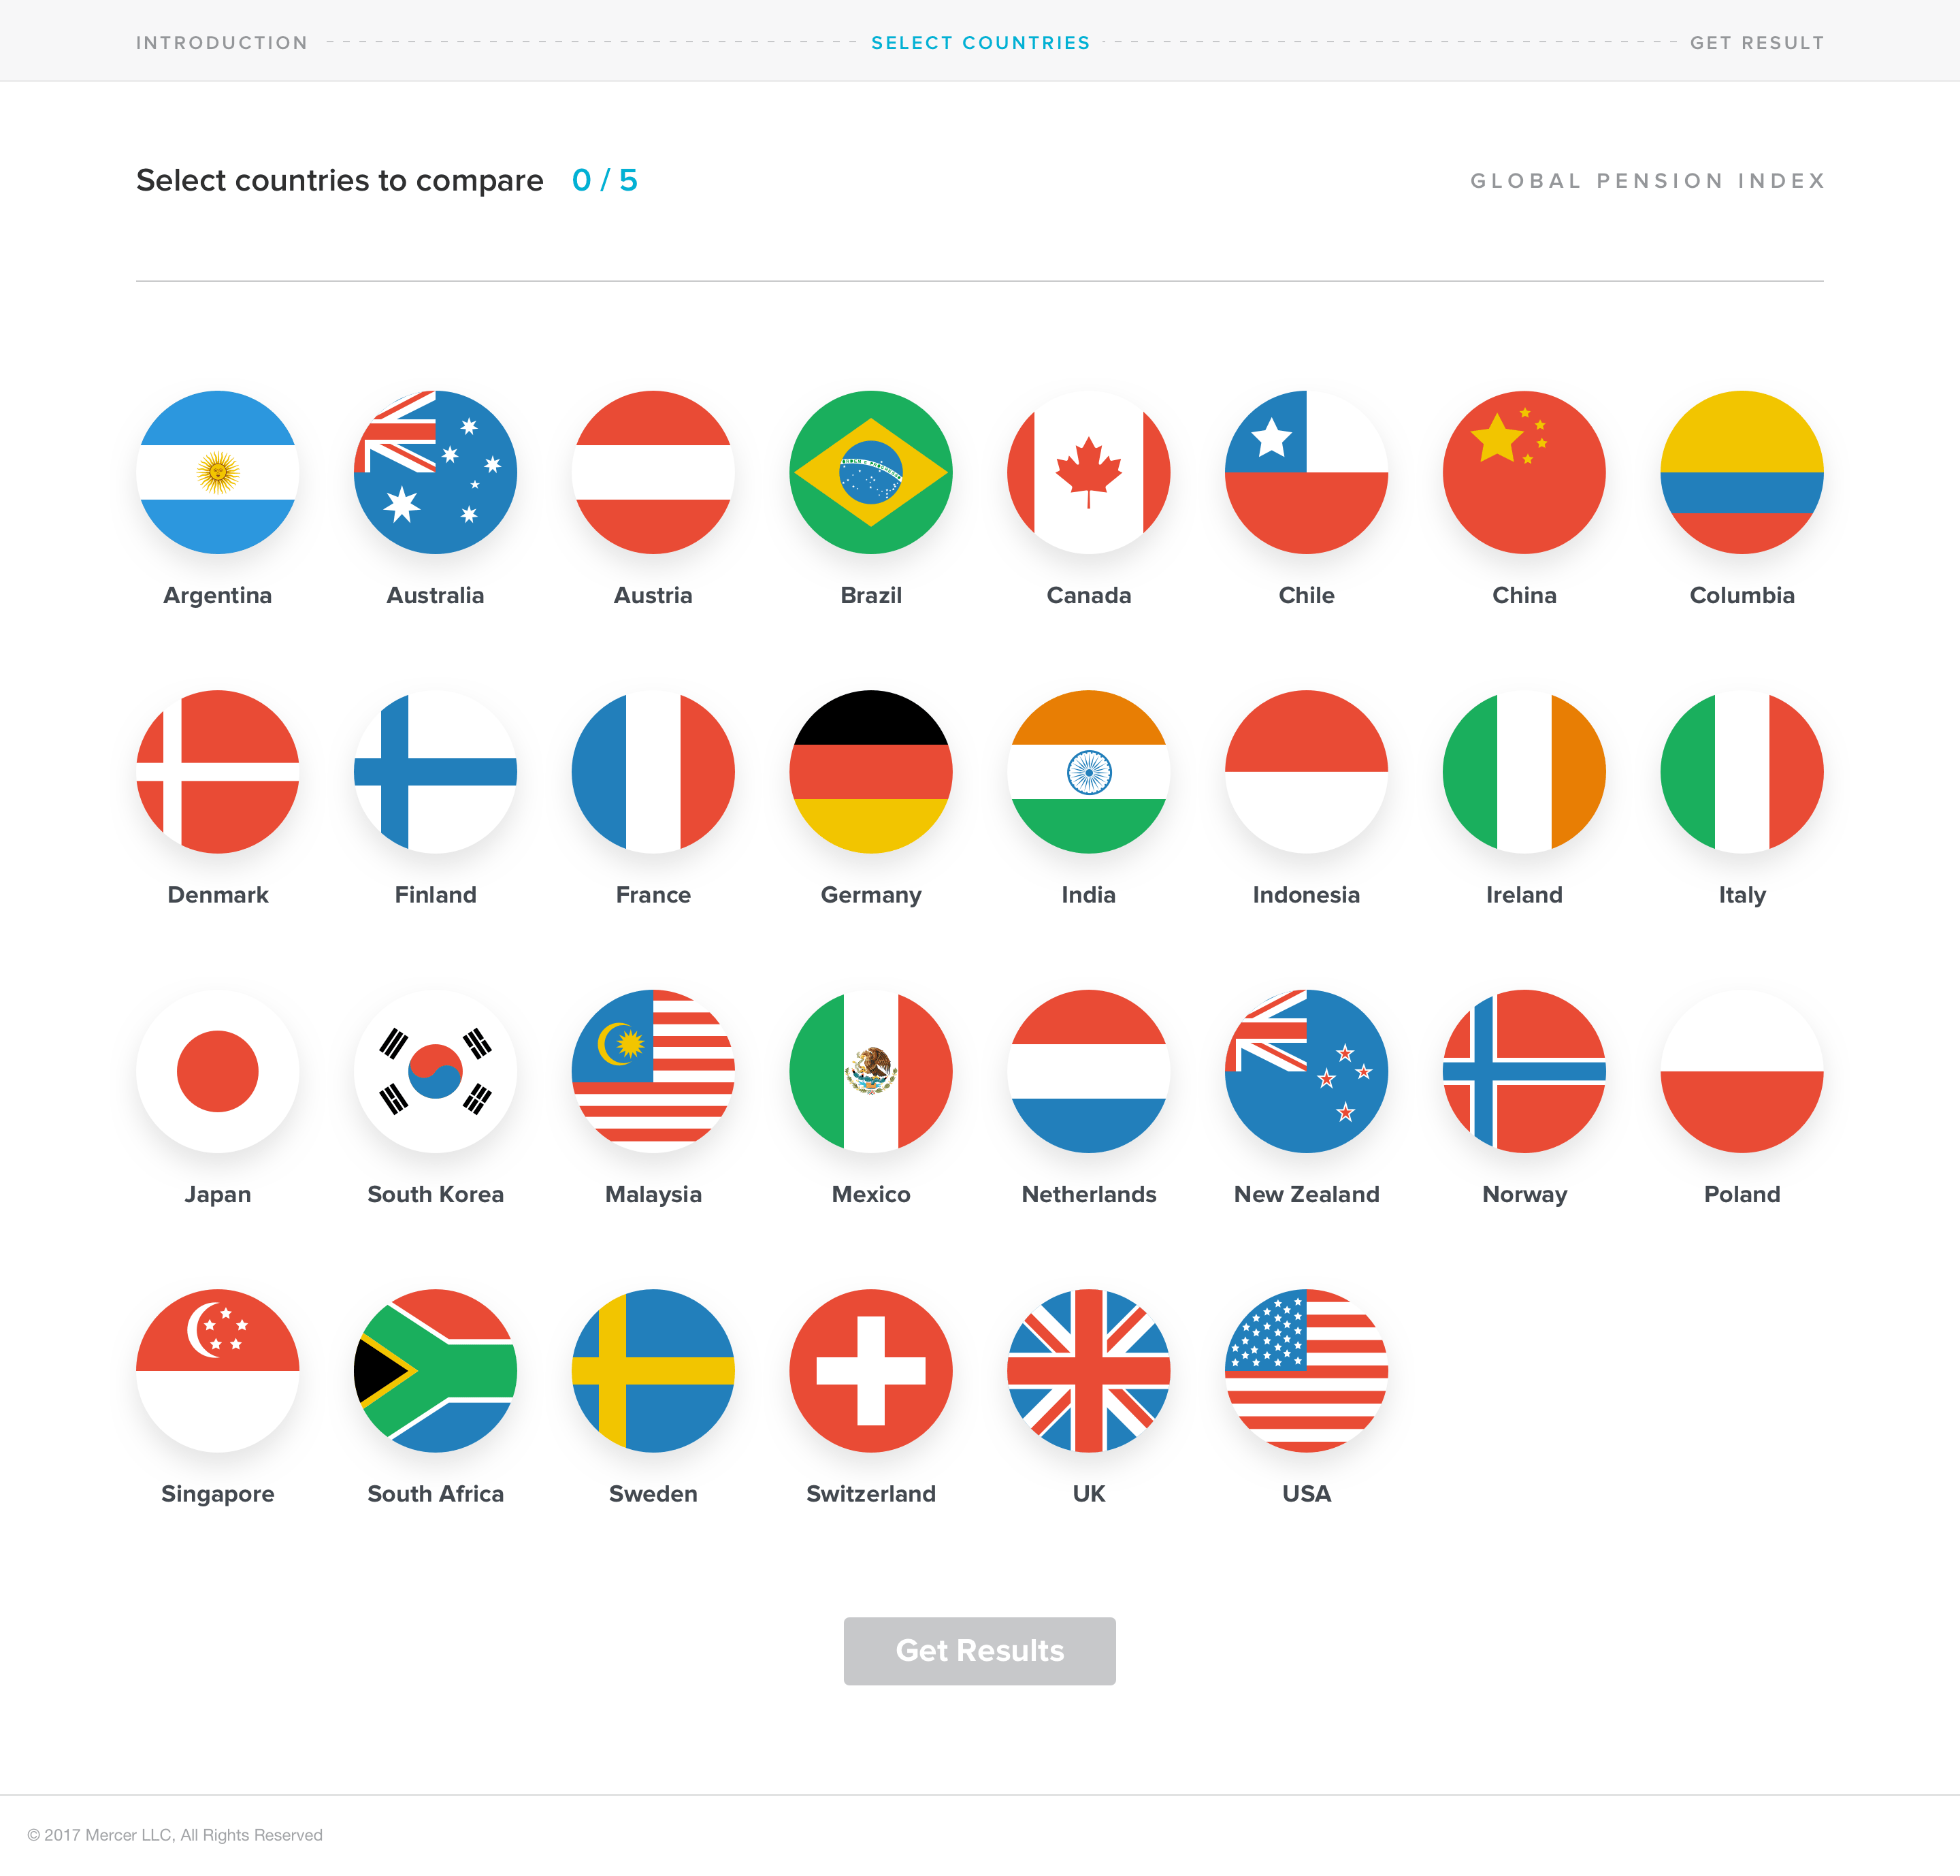 INTRODUCTION SELECT COUNTRIES GET RESULT
Select countries to compare 0 / 5 GLOBAL PENSION INDEX
Argentina Australia Austria Brazil Canada Chile China Columbia
Denmark Finland France Germany India Indonesia Ireland Italy
Japan South Korea Malaysia Mexico Netherlands New Zealand Norway Poland
Singapore South Africa Sweden Switzerland UK USA
Get Results
© 2017 Mercer LLC, All Rights Reserved